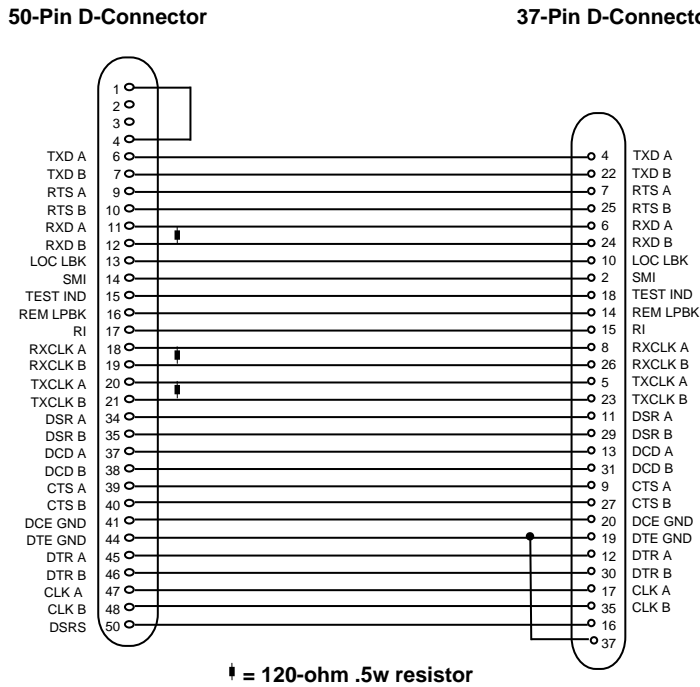 50-Pin D-Connector 37-Pin D-Connecto
1
2
3
4
TXD A 6 4 TXD A
TXD B 7 22 TXD B
RTS A 9 7 RTS A
RTS B 10 25 RTS B
RXD A 11 6 RXD A
RXD B 12 24 RXD B
LOC LBK 13 10 LOC LBK
SMI 14 2 SMI
TEST IND 15 18 TEST IND
REM LPBK 16 14 REM LPBK
RI 17 15 RI
RXCLK A 18 8 RXCLK A
RXCLK B 19 26 RXCLK B
TXCLK A 20 5 TXCLK A
TXCLK B 21 23 TXCLK B
DSR A 34 11 DSR A
DSR B 35 29 DSR B
DCD A 37 13 DCD A
DCD B 38 31 DCD B
CTS A 39 9 CTS A
CTS B 40 27 CTS B
DCE GND 41 20 DCE GND
DTE GND 44 19 DTE GND
DTR A 45 12 DTR A
DTR B 46 30 DTR B
CLK A 47 17 CLK A
CLK B 48 35 CLK B
DSRS 50 16
37
= 120-ohm .5w resistor